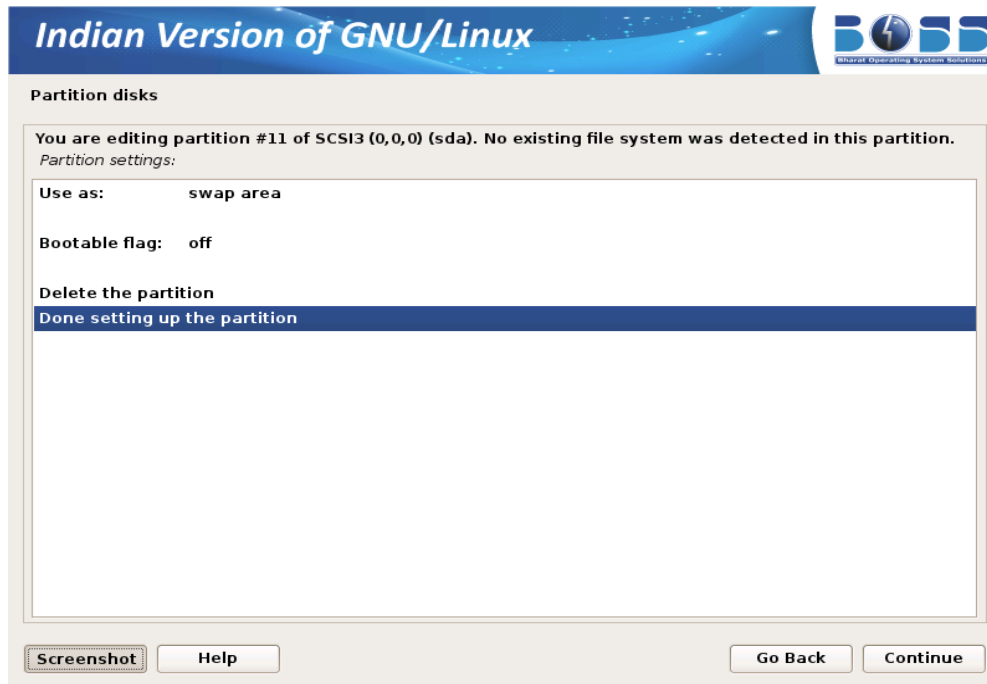 Indian Version of GNU/Linux
BOSS
Bharat Operating System Solutions
Partition disks
You are editing partition #11 of SCSI3 (0,0,0) (sda). No existing file system was detected in this partition.
Partition settings:
Use as: swap area
Bootable flag: off
Delete the partition
Done setting up the partition
Screenshot Help Go Back Continue